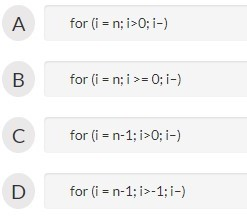 A for (i = n; i>0; i–)
B for (i = n; i >= 0; i–)
C for (i = n-1; i>0; i–)
D for (i = n-1; i>-1; i–)